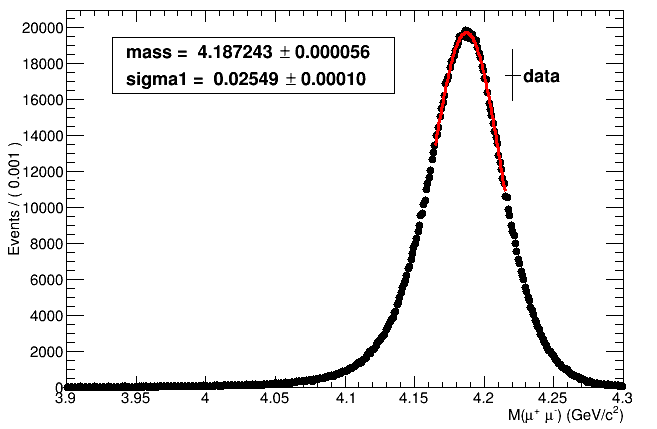 mass = 4.187243 ± 0.000056
sigma1 = 0.02549 ± 0.00010
data
Events / ( 0.001 )
20000
18000
16000
14000
12000
10000
8000
6000
4000
2000
0
3.9 3.95 4 4.05 4.1 4.15 4.2 4.25 4.3
M(μ⁺ μ⁻) (GeV/c²)